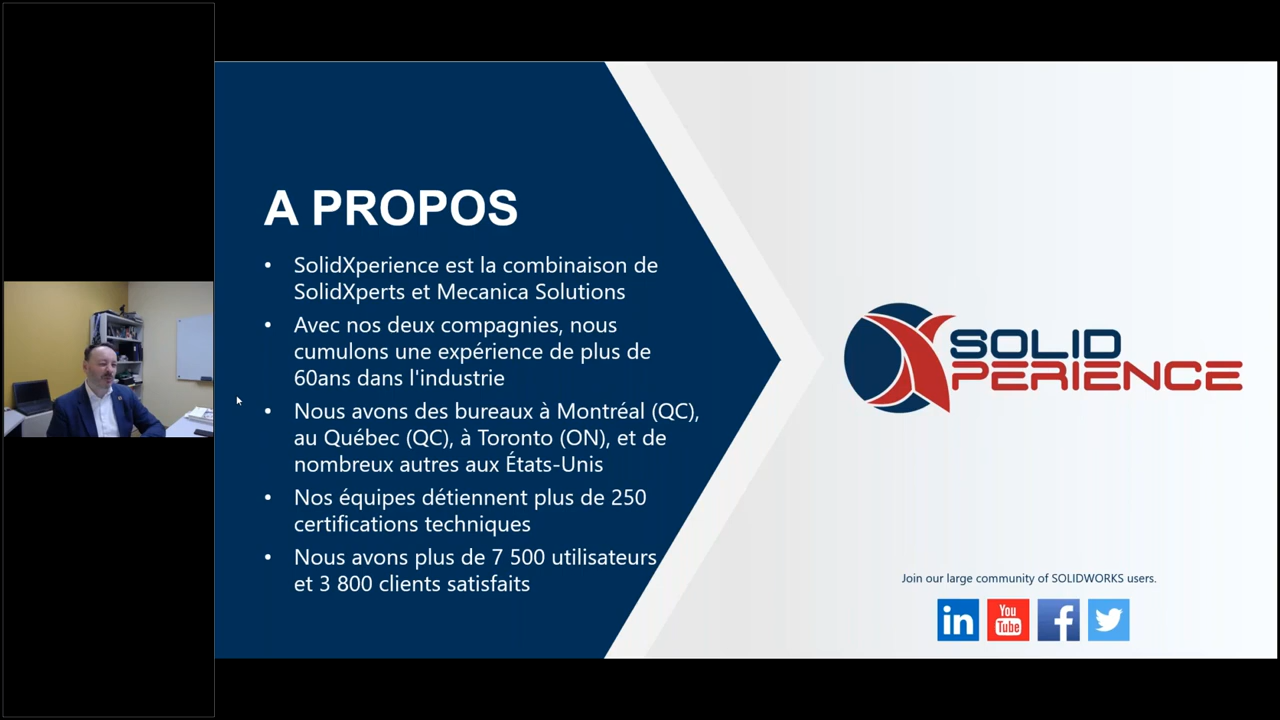 A PROPOS
• SolidXperience est la combinaison de
SolidXperts et Mecanica Solutions
• Avec nos deux compagnies, nous
cumulons une expérience de plus de
60ans dans l'industrie
• Nous avons des bureaux à Montréal (QC),
au Québec (QC), à Toronto (ON), et de
nombreux autres aux États-Unis
• Nos équipes détiennent plus de 250
certifications techniques
• Nous avons plus de 7 500 utilisateurs
et 3 800 clients satisfaits
SOLID
XPERIENCE
Join our large community of SOLIDWORKS users.
in
You
Tube
f